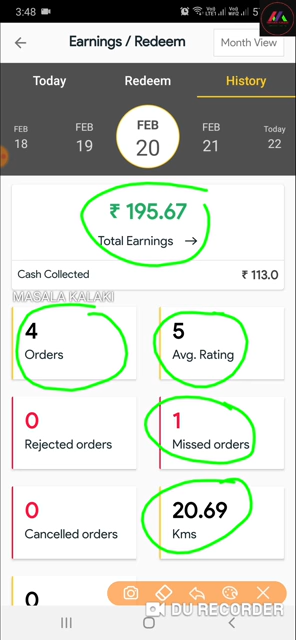 3:48
Earnings / Redeem
Month View
Today Redeem History
FEB 18
FEB 19
FEB 20
FEB 21
Today 22
₹ 195.67
Total Earnings →
Cash Collected ₹ 113.0
MASALA KALAKI
4 Orders
5 Avg. Rating
0 Rejected orders
1 Missed orders
0 Cancelled orders
20.69 Kms
0
DU RECORDER